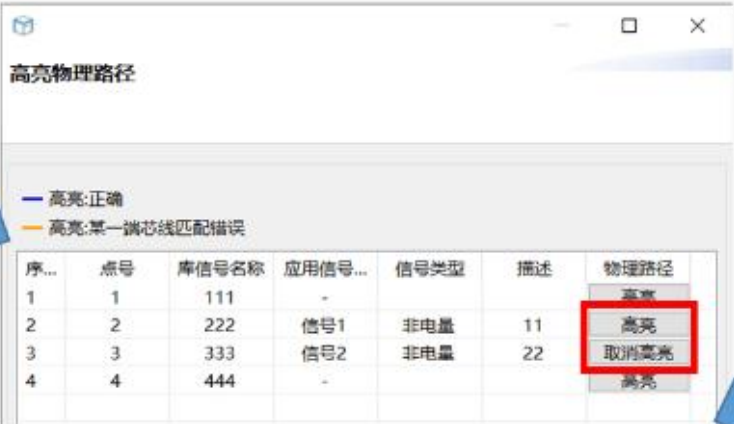 高亮物理路径
高亮:正确
高亮:某一端芯线匹配错误
序... 点号 库信号名称 应用信号... 信号类型 描述 物理路径
1 1 111 - 高亮
2 2 222 信号1 非电量 11 高亮
3 3 333 信号2 非电量 22 取消高亮
4 4 444 - 高亮